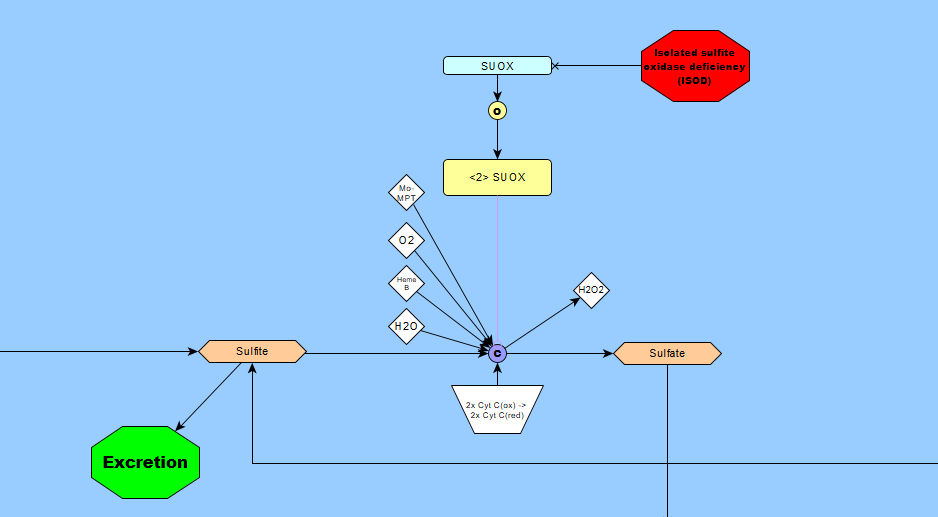 SUOX
Isolated sulfite
oxidase deficiency
(ISOD)
o
<2> SUOX
Mo-
MPT
O2
Heme
B
H2O
H2O2
Sulfite
c
Sulfate
2x Cyt C(ox) ->
2x Cyt C(red)
Excretion